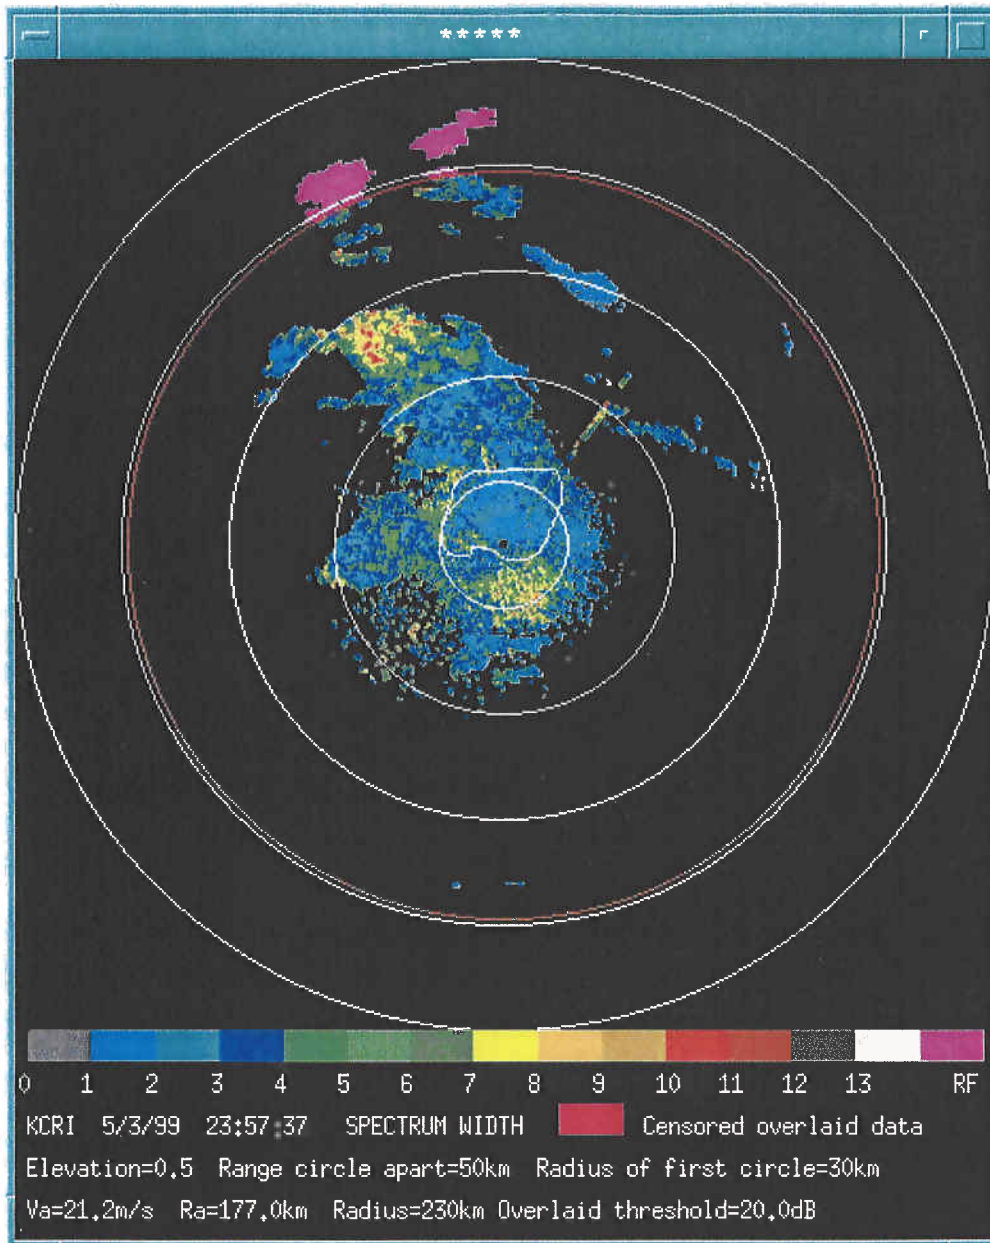 *****
0 1 2 3 4 5 6 7 8 9 10 11 12 13 RF
KCRI 5/3/99 23:57:37 SPECTRUM WIDTH Censored overlaid data
Elevation=0.5 Range circle apart=50km Radius of first circle=30km
Va=21.2m/s Ra=177.0km Radius=230km Overlaid threshold=20.0dB